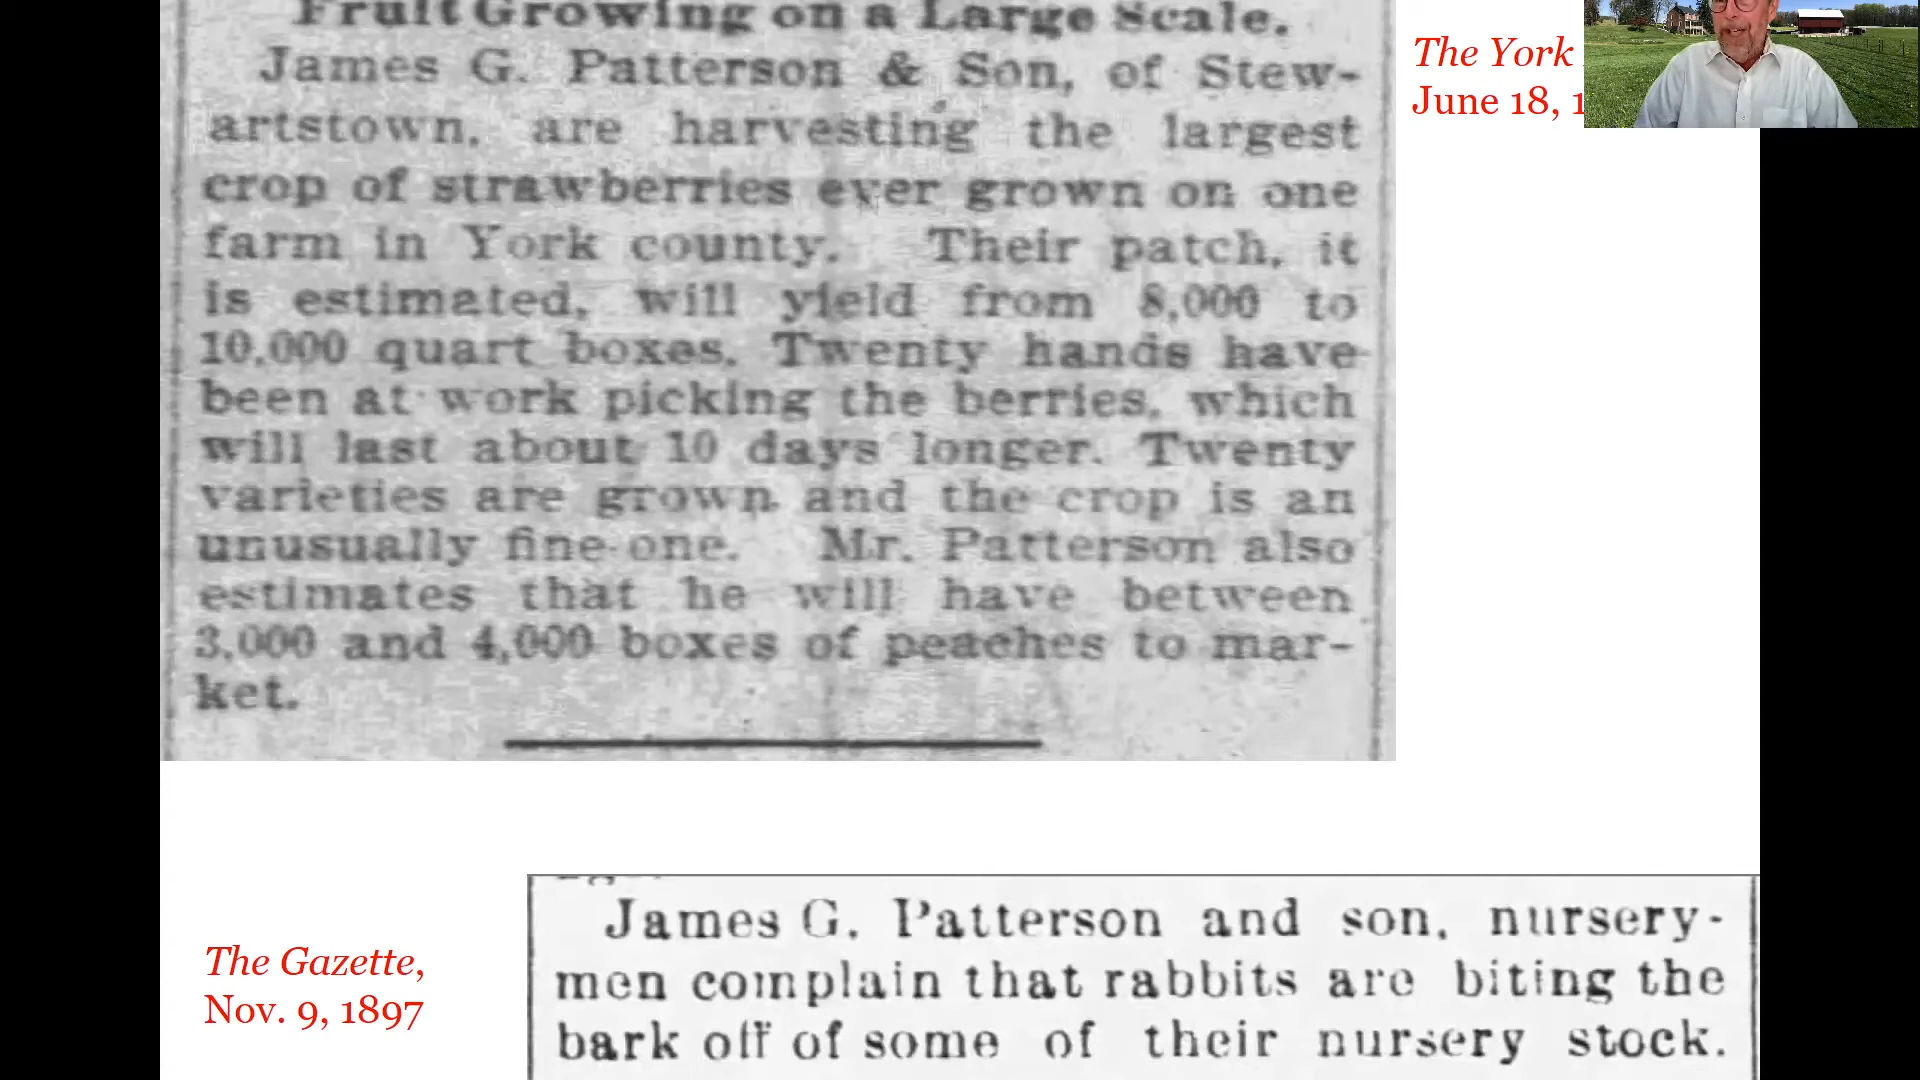 Fruit Growing on a Large Scale.
James G. Patterson & Son, of Stew-
artstown, are harvesting the largest
crop of strawberries ever grown on one
farm in York county. Their patch, it
is estimated, will yield from 8,000 to
10,000 quart boxes. Twenty hands have
been at work picking the berries, which
will last about 10 days longer. Twenty
varieties are grown and the crop is an
unusually fine one. Mr. Patterson also
estimates that he will have between
3,000 and 4,000 boxes of peaches to mar-
ket.
The York
June 18, 1
The Gazette,
Nov. 9, 1897
James G. Patterson and son, nursery-
men complain that rabbits are biting the
bark off of some of their nursery stock.